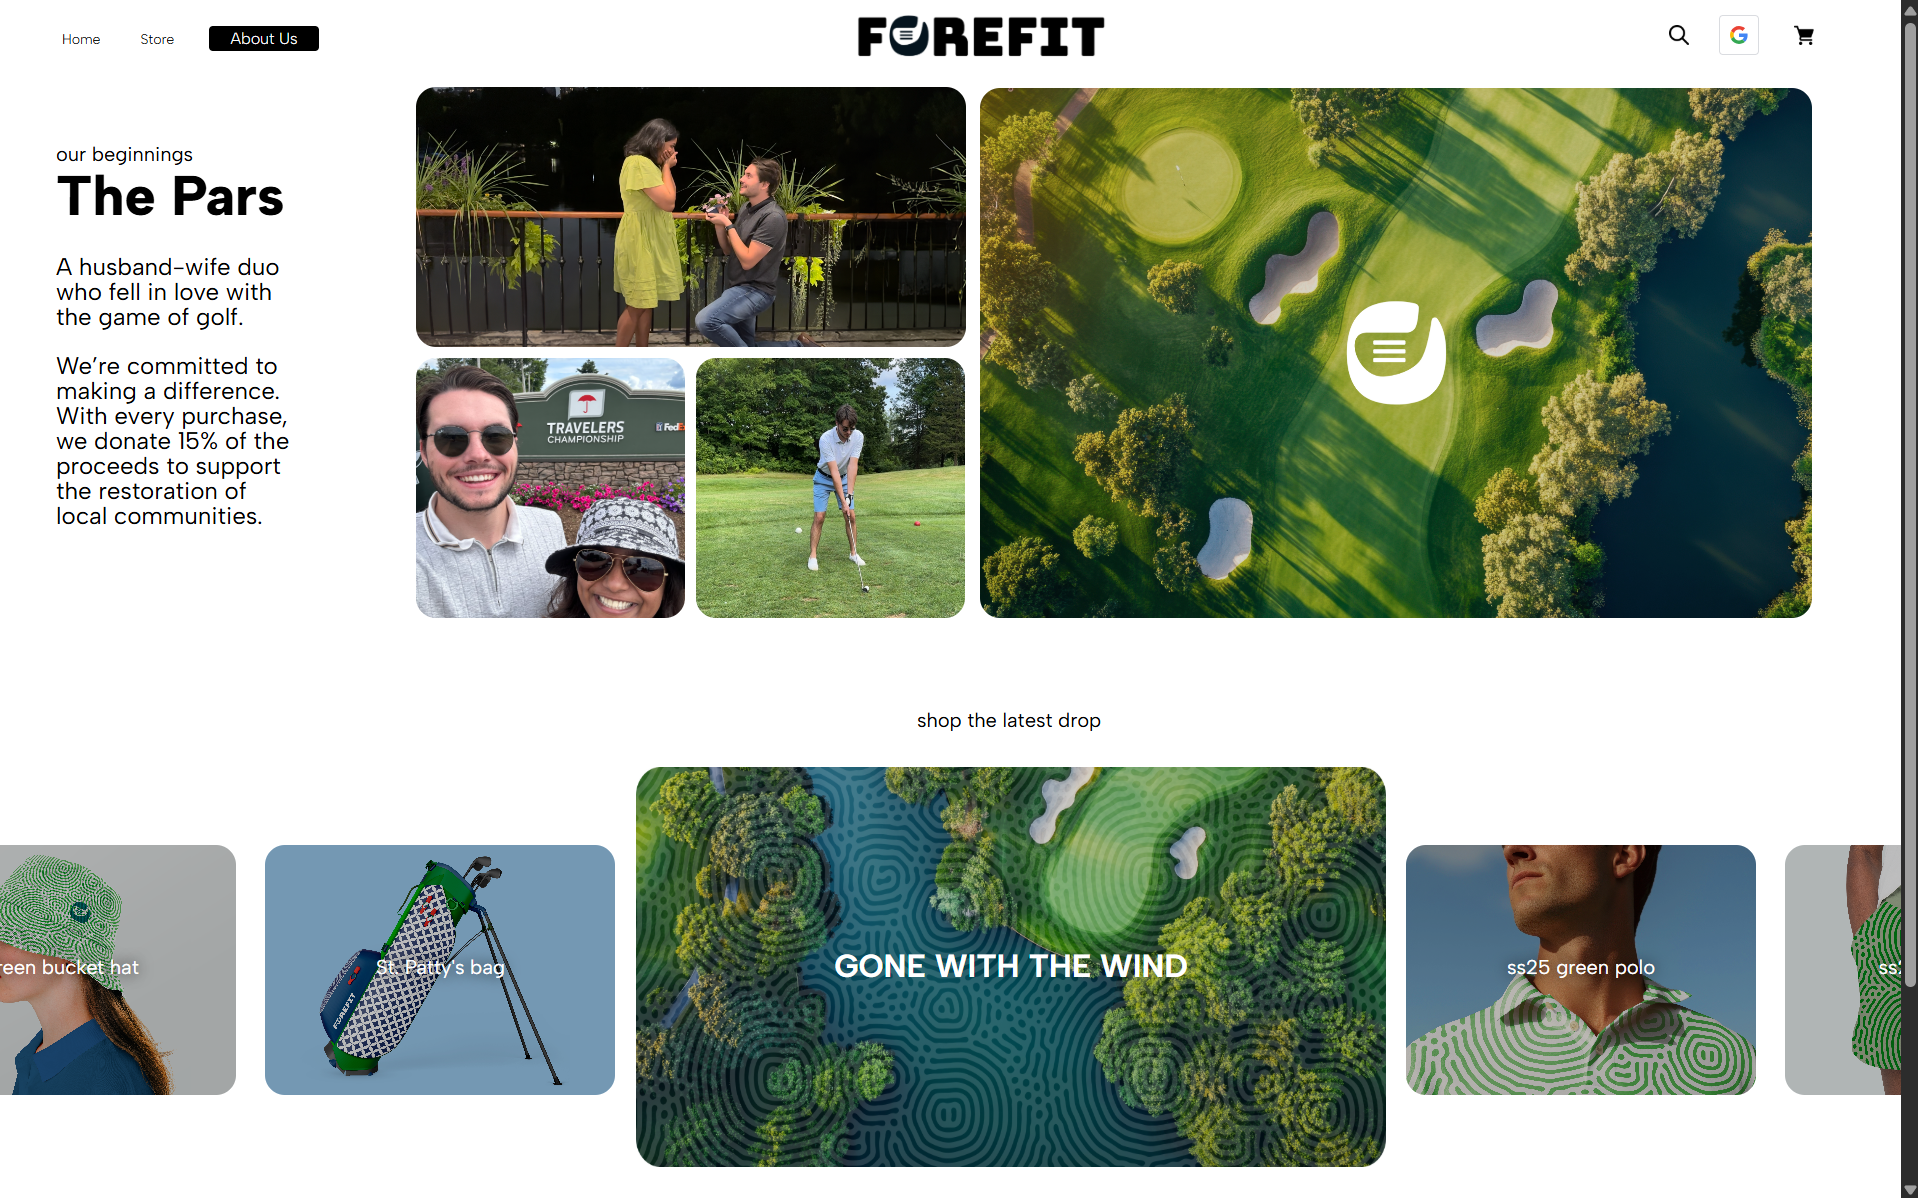 Home
Store
About Us
FOREFIT
our beginnings
The Pars
A husband-wife duo
who fell in love with
the game of golf.
We’re committed to
making a difference.
With every purchase,
we donate 15% of the
proceeds to support
the restoration of
local communities.
TRAVELERS
CHAMPIONSHIP
FedEx
shop the latest drop
reen bucket hat
St. Patty's bag
FOREFIT
GONE WITH THE WIND
ss25 green polo